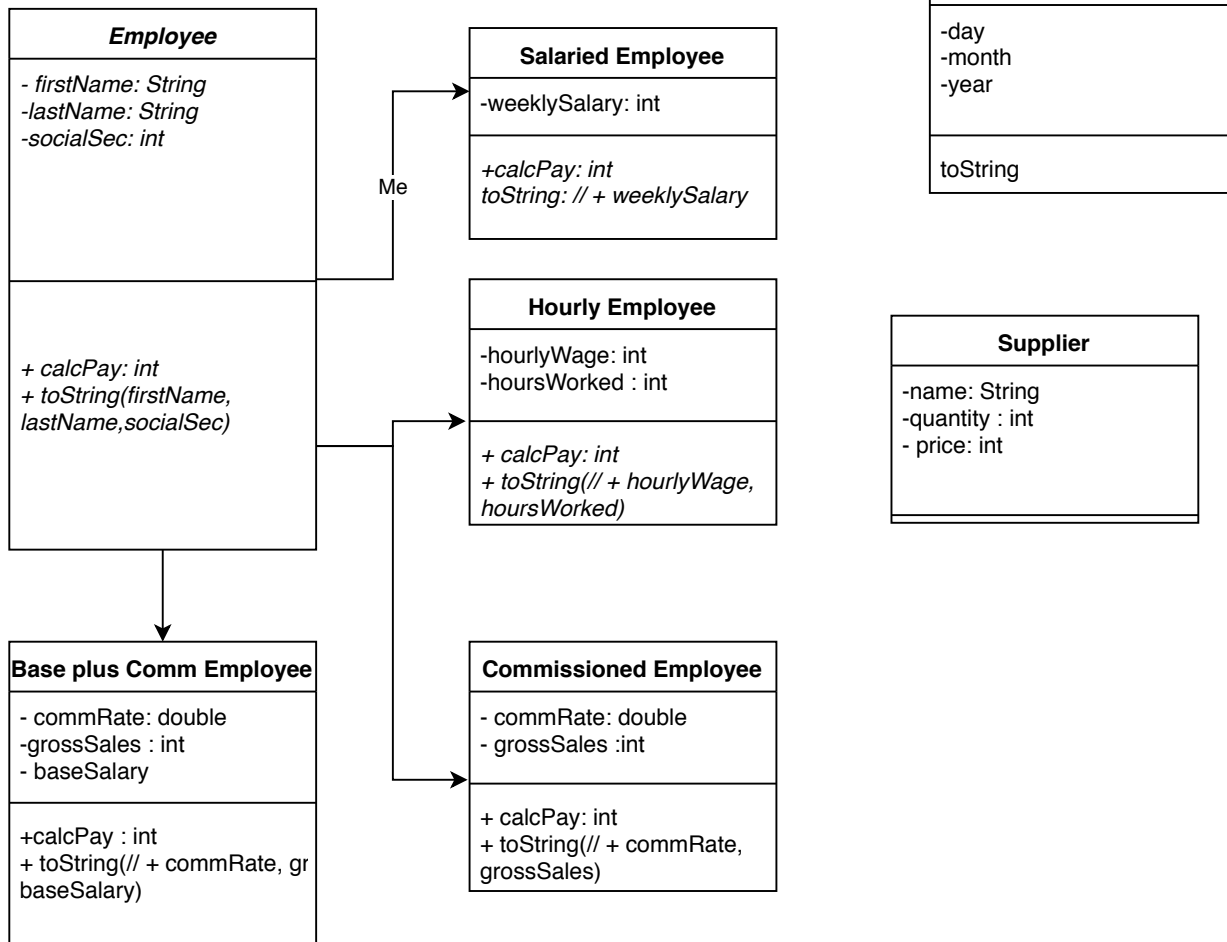 Employee
- firstName: String
-lastName: String
-socialSec: int
+ calcPay: int
+ toString(firstName,
lastName,socialSec)
Me
Salaried Employee
-weeklySalary: int
+calcPay: int
toString: // + weeklySalary
Hourly Employee
-hourlyWage: int
-hoursWorked : int
+ calcPay: int
+ toString(// + hourlyWage,
hoursWorked)
Base plus Comm Employee
- commRate: double
-grossSales : int
- baseSalary
+calcPay : int
+ toString(// + commRate, gr
baseSalary)
Commissioned Employee
- commRate: double
- grossSales :int
+ calcPay: int
+ toString(// + commRate,
grossSales)
-day
-month
-year
toString
Supplier
-name: String
-quantity : int
- price: int